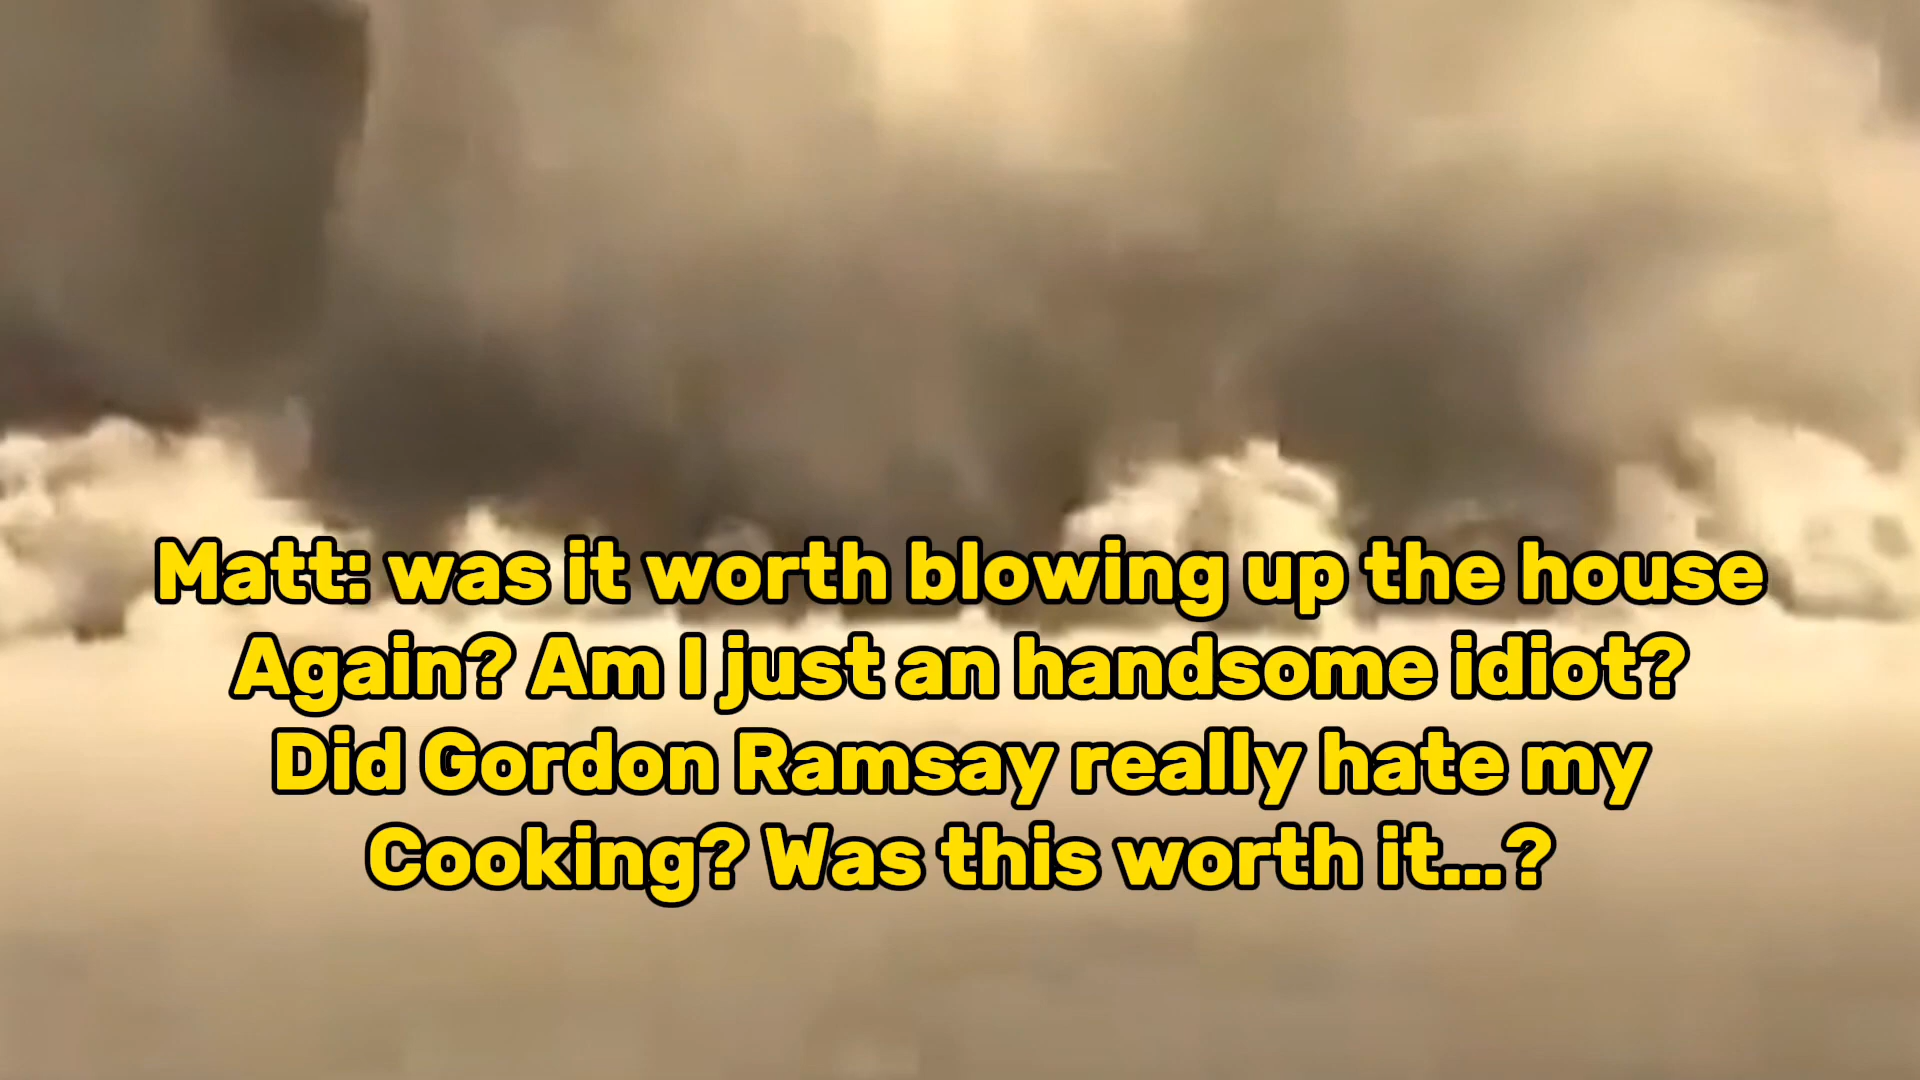 Matt: was it worth blowing up the house
Again? Am I just an handsome idiot?
Did Gordon Ramsay really hate my
Cooking? Was this worth it...?